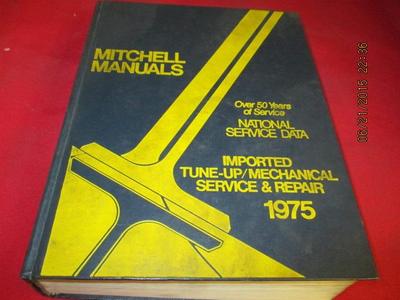 MITCHELL
MANUALS
Over 50 Years
of Service
NATIONAL
SERVICE DATA
IMPORTED
TUNE-UP/MECHANICAL
SERVICE & REPAIR
1975
06/21/2015 22:36